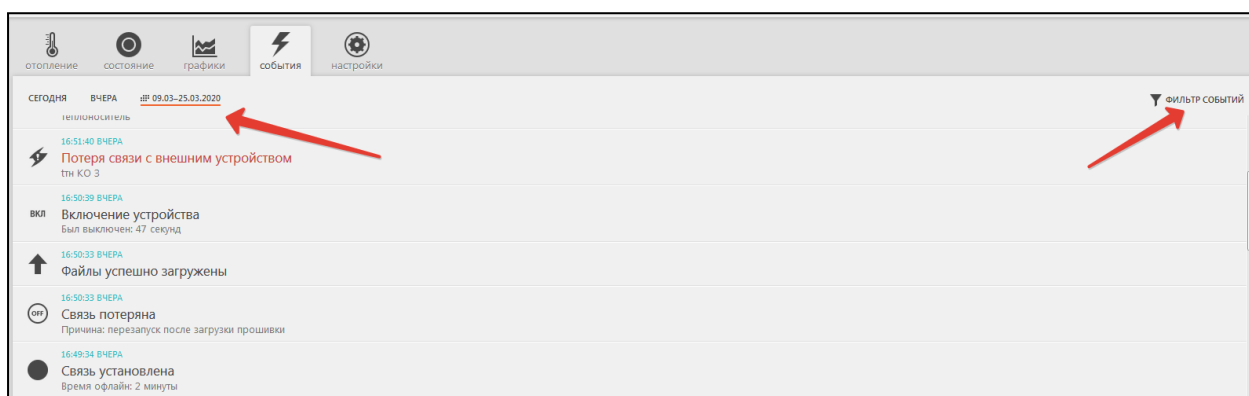 отопление состояние графики события настройки
СЕГОДНЯ ВЧЕРА 09.03–25.03.2020 ФИЛЬТР СОБЫТИЙ
теплоноситель
16:51:40 ВЧЕРА
Потеря связи с внешним устройством
ттн КО 3
16:50:39 ВЧЕРА
ВКЛ Включение устройства
Был выключен: 47 секунд
16:50:33 ВЧЕРА
Файлы успешно загружены
16:50:33 ВЧЕРА
OFF Связь потеряна
Причина: перезапуск после загрузки прошивки
16:49:34 ВЧЕРА
Связь установлена
Время офлайн: 2 минуты